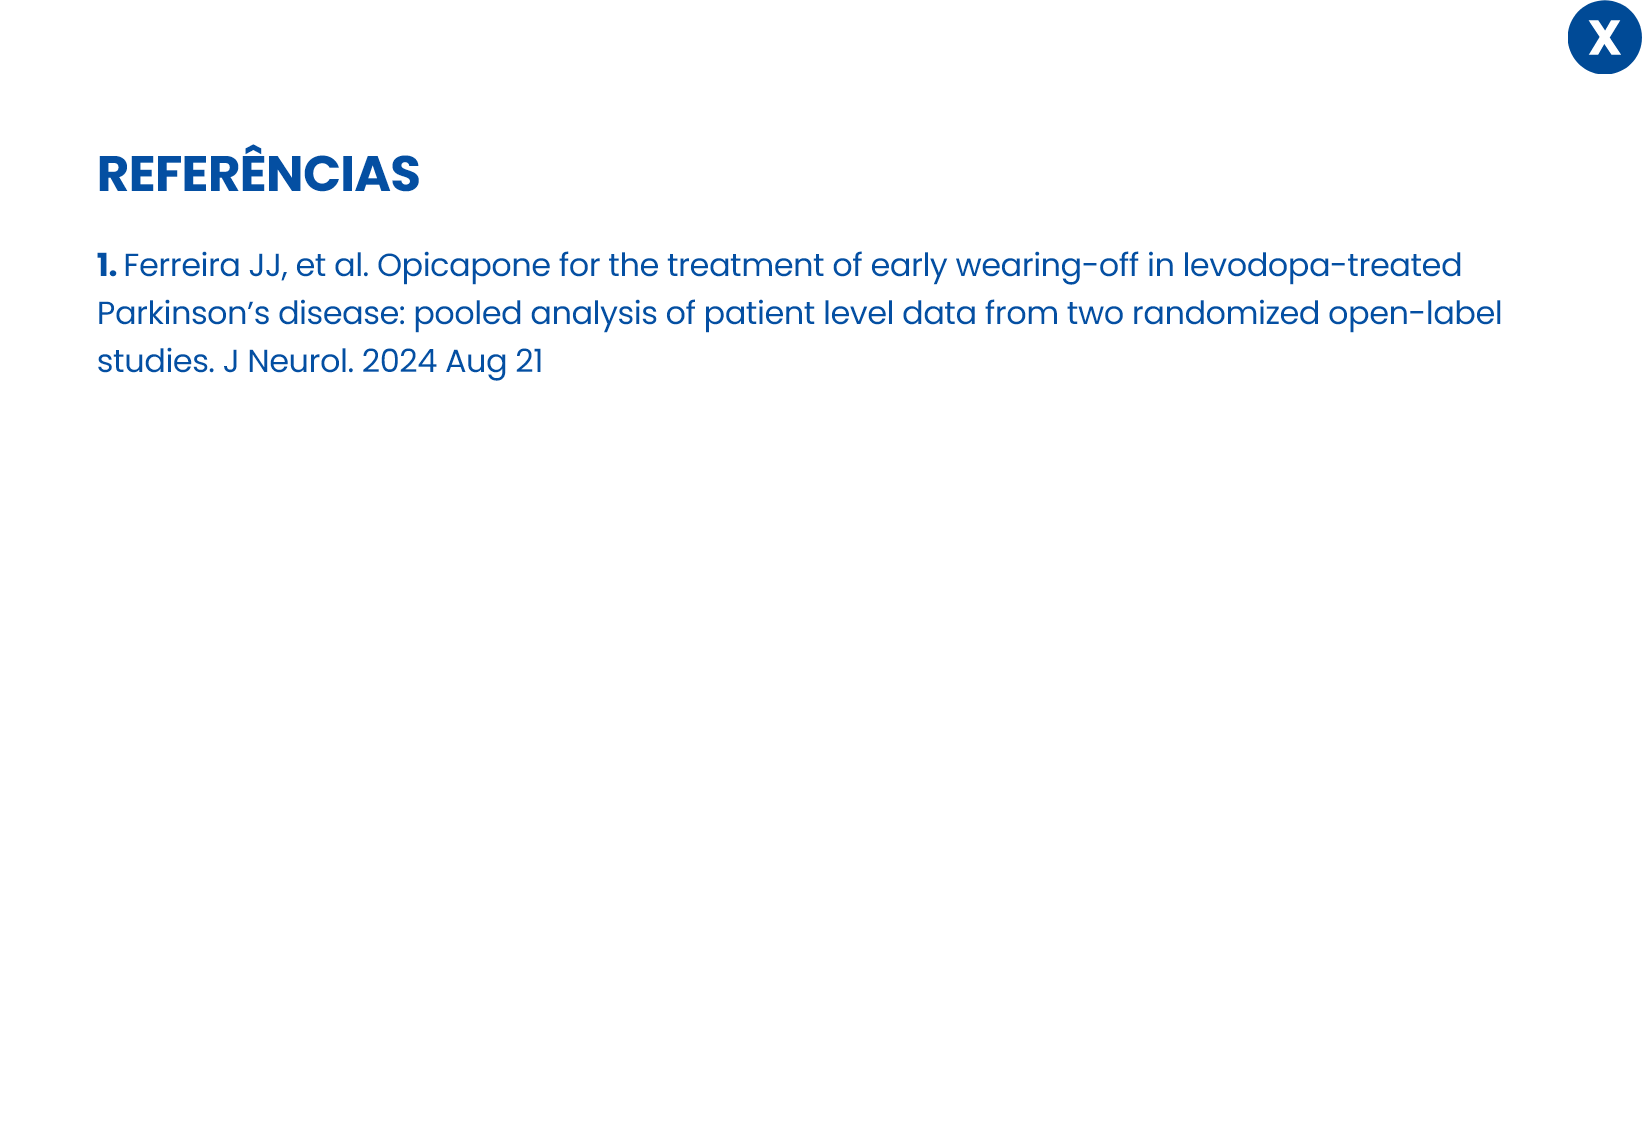 X
REFERÊNCIAS
1. Ferreira JJ, et al. Opicapone for the treatment of early wearing-off in levodopa-treated
Parkinson’s disease: pooled analysis of patient level data from two randomized open-label
studies. J Neurol. 2024 Aug 21